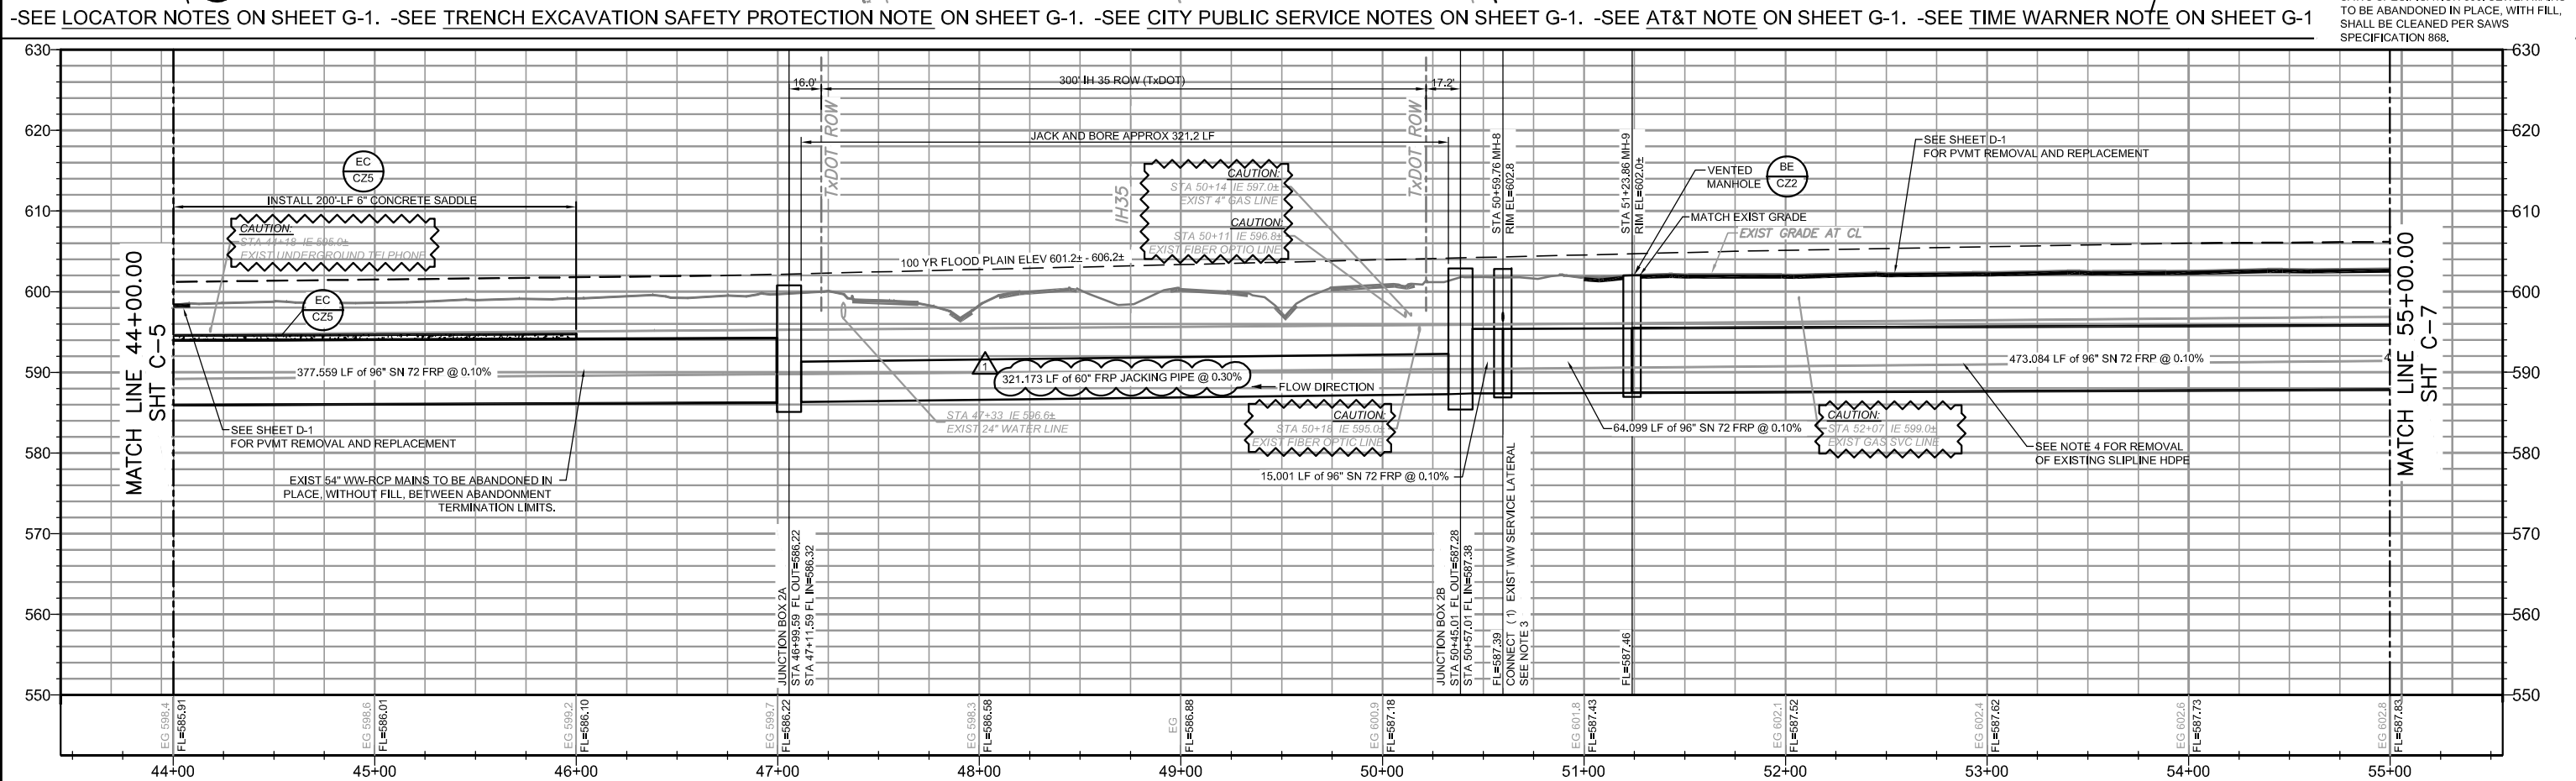 -SEE LOCATOR NOTES ON SHEET G-1. -SEE TRENCH EXCAVATION SAFETY PROTECTION NOTE ON SHEET G-1. -SEE CITY PUBLIC SERVICE NOTES ON SHEET G-1. -SEE AT&T NOTE ON SHEET G-1. -SEE TIME WARNER NOTE ON SHEET G-1
TO BE ABANDONED IN PLACE, WITH FILL,
SHALL BE CLEANED PER SAWS
SPECIFICATION 868.
630
620
610
600
590
580
570
560
550
MATCH LINE 44+00.00
SHT C-5
EC
CZ5
INSTALL 200'-LF 6" CONCRETE SADDLE
CAUTION:
STA 44+18 IE 595.0±
EXIST UNDERGROUND TELPHONE
EC
CZ5
377.559 LF of 96" SN 72 FRP @ 0.10%
SEE SHEET D-1
FOR PVMT REMOVAL AND REPLACEMENT
EXIST 54" WW-RCP MAINS TO BE ABANDONED IN
PLACE, WITHOUT FILL, BETWEEN ABANDONMENT
TERMINATION LIMITS.
16.0'
300' IH 35 ROW (TxDOT)
17.2'
TxDOT ROW
JACK AND BORE APPROX 321.2 LF
IH35
TxDOT ROW
CAUTION:
STA 50+14 IE 597.0±
EXIST 4" GAS LINE
CAUTION:
STA 50+11 IE 596.8±
EXIST FIBER OPTIC LINE
100 YR FLOOD PLAIN ELEV 601.2± - 606.2±
1
321.173 LF of 60" FRP JACKING PIPE @ 0.30%
FLOW DIRECTION
STA 47+33 IE 596.6±
EXIST 24" WATER LINE
CAUTION:
STA 50+18 IE 595.0±
EXIST FIBER OPTIC LINE
15.001 LF of 96" SN 72 FRP @ 0.10%
JUNCTION BOX 2A
STA 46+99.59 FL OUT=586.22
STA 47+11.59 FL IN=586.32
JUNCTION BOX 2B
STA 50+45.01 FL OUT=587.28
STA 50+57.01 FL IN=587.38
STA 50+59.76 MH-8
RIM EL=602.8
FL=587.39
CONNECT (1) EXIST WW SERVICE LATERAL
SEE NOTE 3
STA 51+23.86 MH-9
RIM EL=602.0±
FL=587.46
VENTED
MANHOLE
BE
CZ2
MATCH EXIST GRADE
SEE SHEET D-1
FOR PVMT REMOVAL AND REPLACEMENT
EXIST GRADE AT CL
64.099 LF of 96" SN 72 FRP @ 0.10%
CAUTION:
STA 52+07 IE 599.0±
EXIST GAS SVC LINE
473.084 LF of 96" SN 72 FRP @ 0.10%
4
SEE NOTE 4 FOR REMOVAL
OF EXISTING SLIPLINE HDPE
MATCH LINE 55+00.00
SHT C-7
630
620
610
600
590
580
570
560
550
EG 598.4
FL=585.91
EG 598.6
FL=586.01
EG 599.2
FL=586.10
EG 599.7
FL=586.22
EG 598.3
FL=586.58
EG
FL=586.88
EG 600.9
FL=587.18
EG 601.8
FL=587.43
EG 602.1
FL=587.52
EG 602.4
FL=587.62
EG 602.6
FL=587.73
EG 602.8
FL=587.83
44+00 45+00 46+00 47+00 48+00 49+00 50+00 51+00 52+00 53+00 54+00 55+00